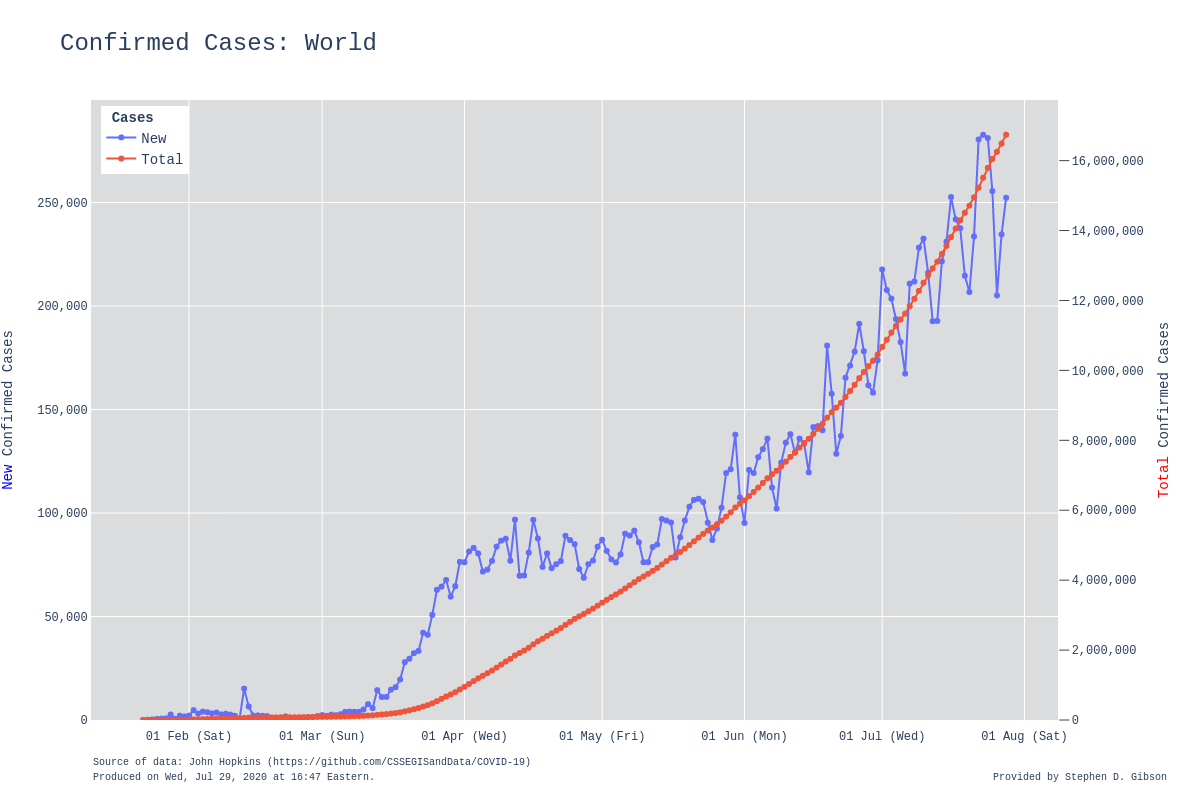 Confirmed Cases: World
Cases
New
Total
250,000
200,000
150,000
100,000
50,000
0
16,000,000
14,000,000
12,000,000
10,000,000
8,000,000
6,000,000
4,000,000
2,000,000
0
New Confirmed Cases
Total Confirmed Cases
01 Feb (Sat)
01 Mar (Sun)
01 Apr (Wed)
01 May (Fri)
01 Jun (Mon)
01 Jul (Wed)
01 Aug (Sat)
Source of data: John Hopkins (https://github.com/CSSEGISandData/COVID-19)
Produced on Wed, Jul 29, 2020 at 16:47 Eastern.
Provided by Stephen D. Gibson